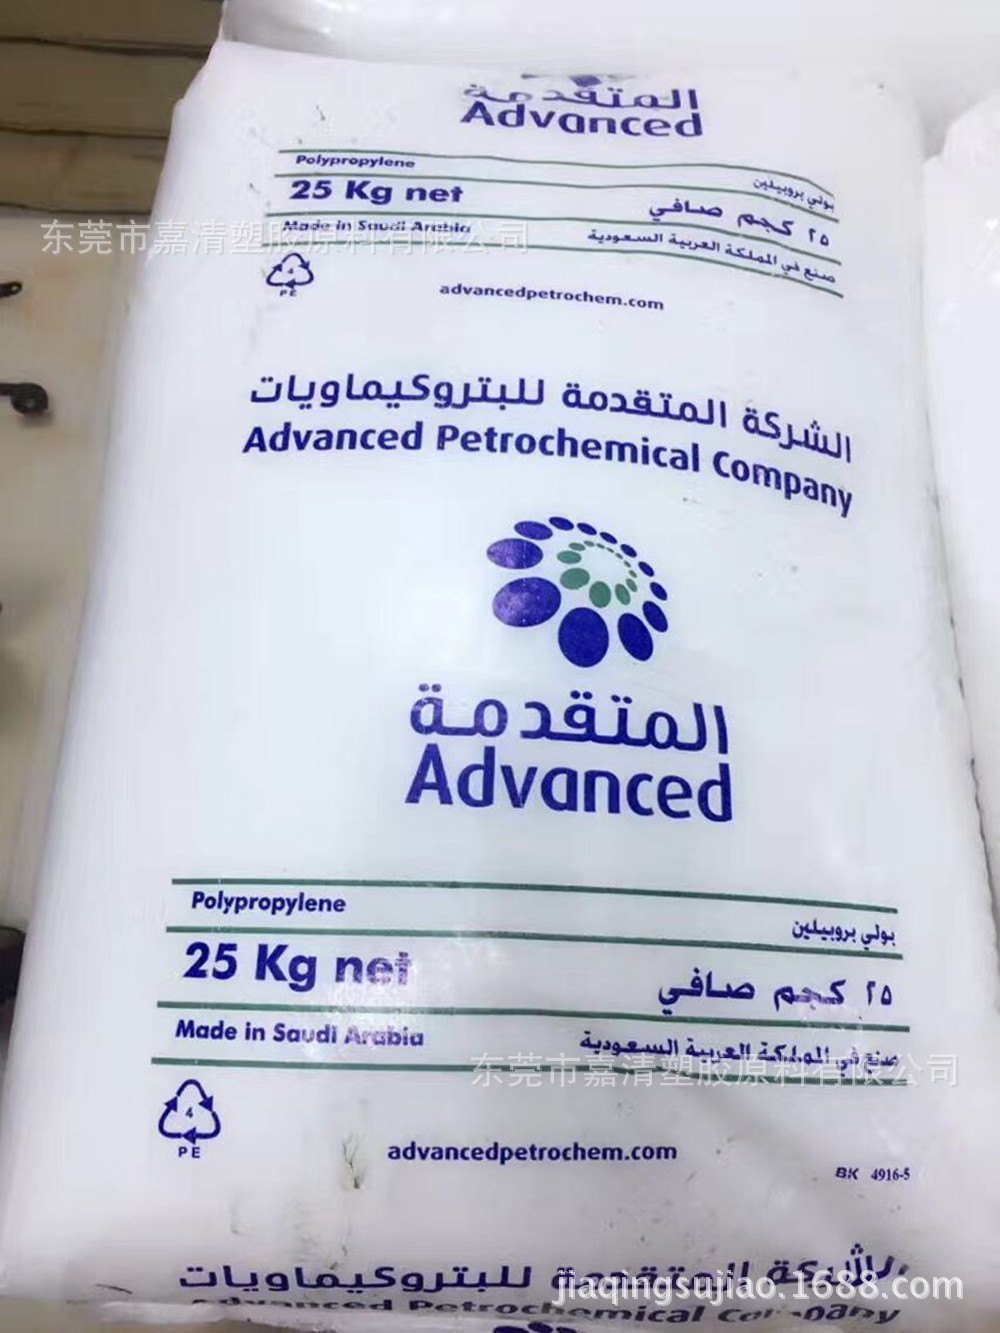 المتقدمة
Advanced
Polypropylene
بولي بروبيلين
25 Kg net
٢٥ كجم صافي
Made in Saudi Arabia
صنع في المملكة العربية السعودية
东莞市嘉清塑胶原料有限公司
4
PE
advancedpetrochem.com
الشركة المتقدمة للبتروكيماويات
Advanced Petrochemical Company
المتقدمة
Advanced
Polypropylene
بولي بروبيلين
25 Kg net
٢٥ كجم صافي
Made in Saudi Arabia
صنع في المملكة العربية السعودية
东莞市嘉清塑胶原料有限公司
4
PE
advancedpetrochem.com
BK 4916-5
الشركة المتقدمة للبتروكيماويات
jiaqingsujiao.1688.com
Advanced Petrochemical Company